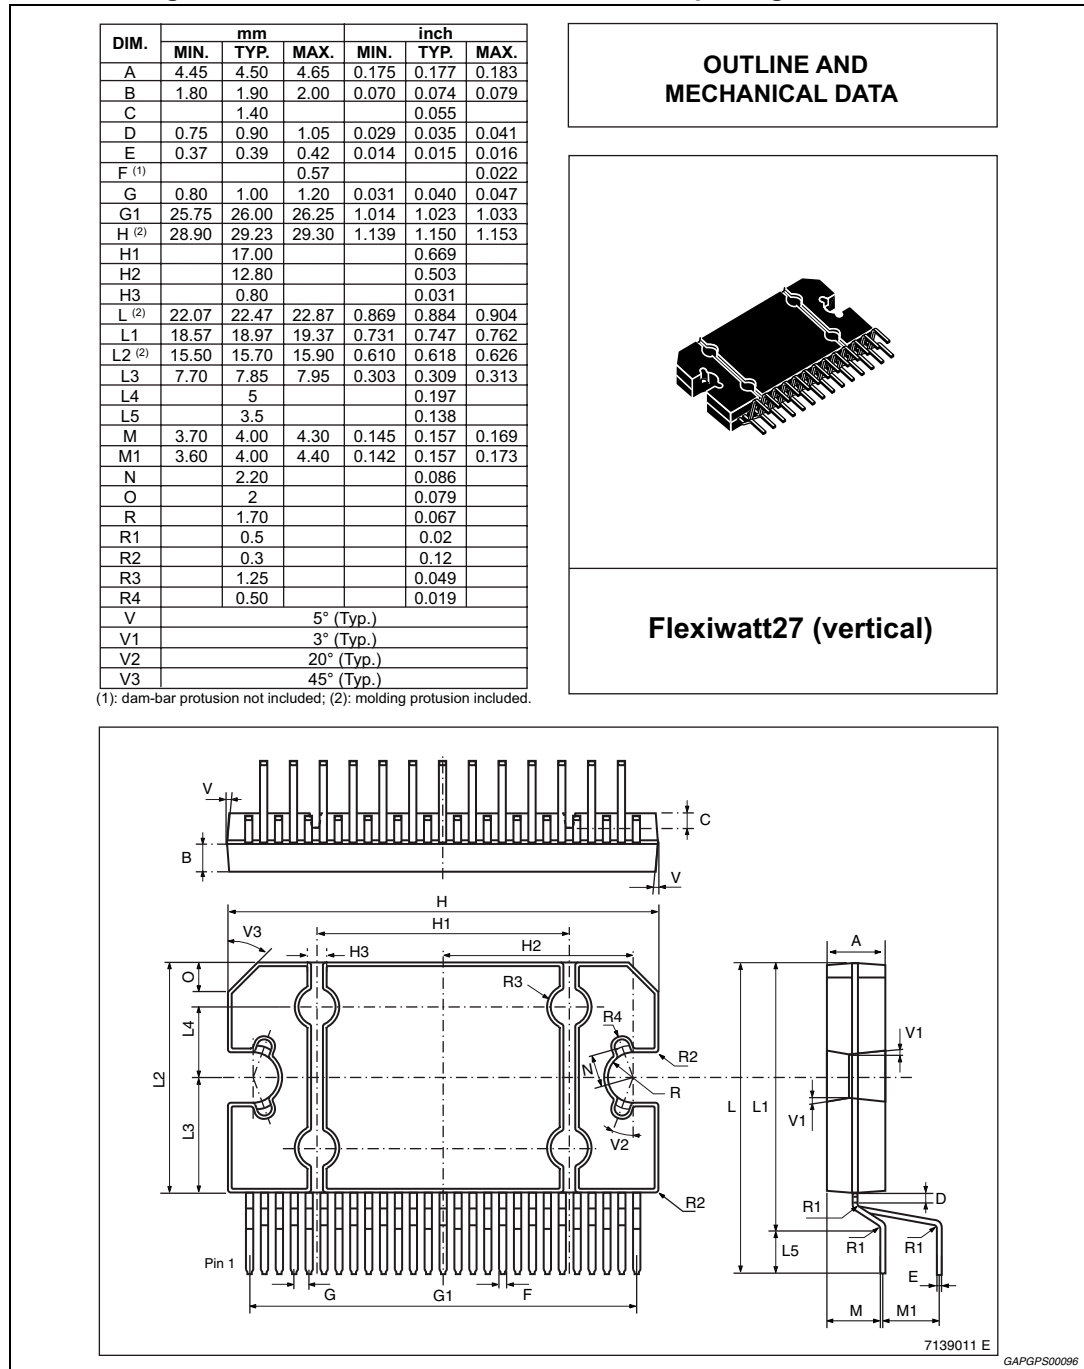 DIM. mm inch
MIN. TYP. MAX. MIN. TYP. MAX.
A 4.45 4.50 4.65 0.175 0.177 0.183
B 1.80 1.90 2.00 0.070 0.074 0.079
C 1.40 0.055
D 0.75 0.90 1.05 0.029 0.035 0.041
E 0.37 0.39 0.42 0.014 0.015 0.016
F (1) 0.57 0.022
G 0.80 1.00 1.20 0.031 0.040 0.047
G1 25.75 26.00 26.25 1.014 1.023 1.033
H (2) 28.90 29.23 29.30 1.139 1.150 1.153
H1 17.00 0.669
H2 12.80 0.503
H3 0.80 0.031
L (2) 22.07 22.47 22.87 0.869 0.884 0.904
L1 18.57 18.97 19.37 0.731 0.747 0.762
L2 (2) 15.50 15.70 15.90 0.610 0.618 0.626
L3 7.70 7.85 7.95 0.303 0.309 0.313
L4 5 0.197
L5 3.5 0.138
M 3.70 4.00 4.30 0.145 0.157 0.169
M1 3.60 4.00 4.40 0.142 0.157 0.173
N 2.20 0.086
O 2 0.079
R 1.70 0.067
R1 0.5 0.02
R2 0.3 0.12
R3 1.25 0.049
R4 0.50 0.019
V 5° (Typ.)
V1 3° (Typ.)
V2 20° (Typ.)
V3 45° (Typ.)
(1): dam-bar protusion not included; (2): molding protusion included.
OUTLINE AND
MECHANICAL DATA
Flexiwatt27 (vertical)
V
C
B
V
H
H1
V3
H3
H2
A
O
R3
L4
R4
V1
R2
L2
N
R
L
L1
V1
L3
V2
R2
D
R1
Pin 1
L5
R1
R1
G
G1
F
E
M
M1
7139011 E
GAPGPS00096